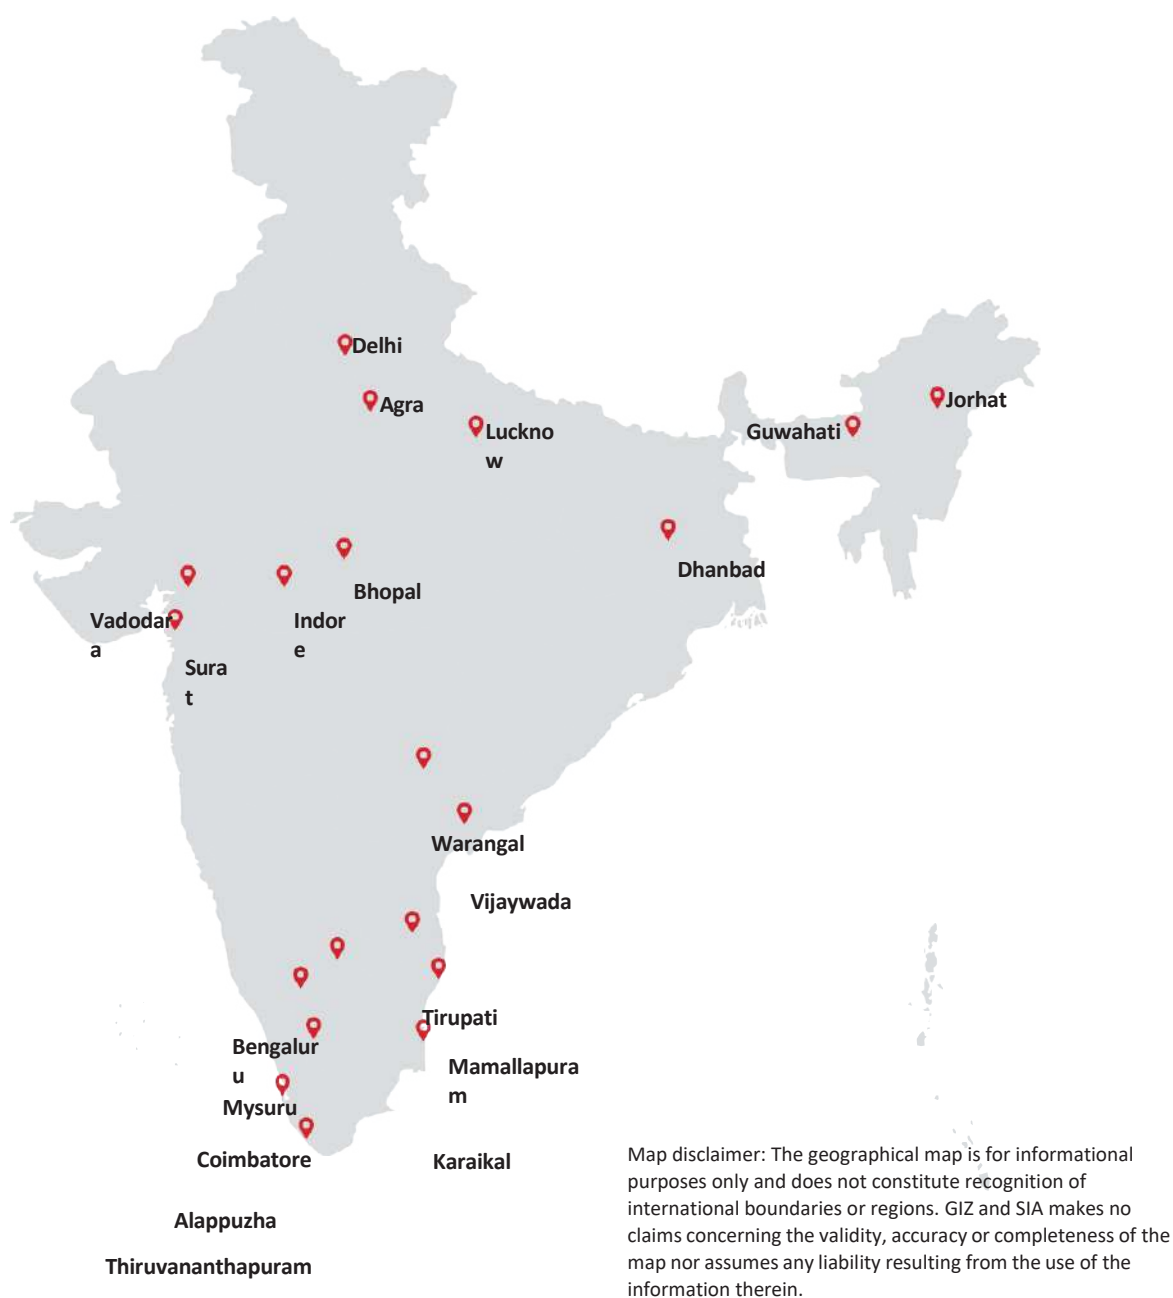 Delhi
Agra
Jorhat
Luckno
w
Guwahati
Dhanbad
Bhopal
Vadodar
a
Indor
e
Sura
t
Warangal
Vijaywada
Tirupati
Bengalur
u
Mamallapura
m
Mysuru
Coimbatore
Karaikal
Alappuzha
Thiruvananthapuram
Map disclaimer: The geographical map is for informational
purposes only and does not constitute recognition of
international boundaries or regions. GIZ and SIA makes no
claims concerning the validity, accuracy or completeness of the
map nor assumes any liability resulting from the use of the
information therein.